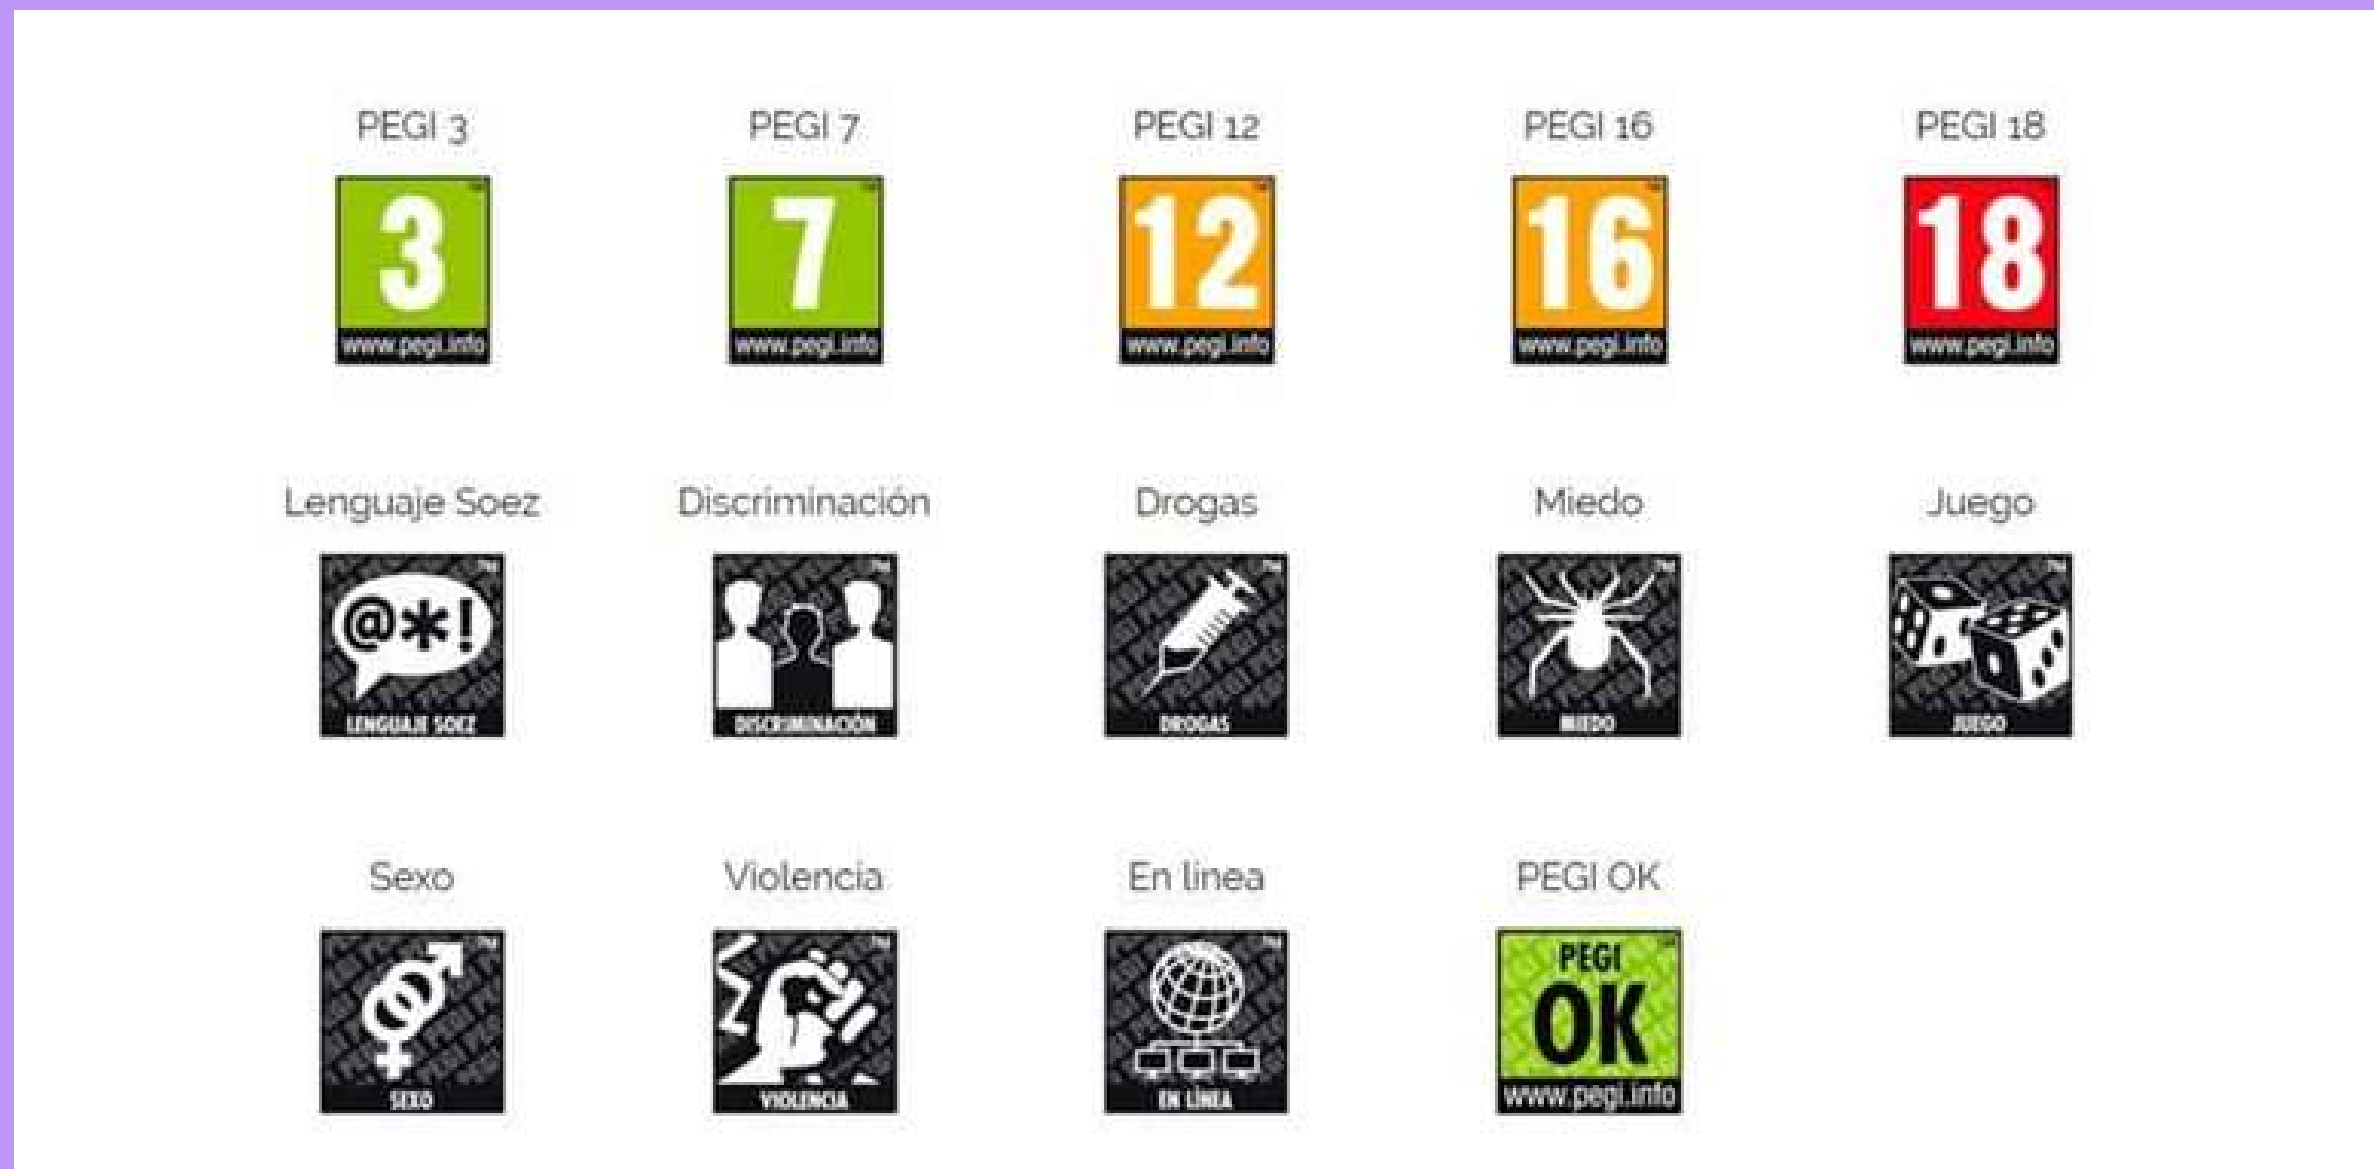 PEGI 3
PEGI 7
PEGI 12
PEGI 16
PEGI 18
3
7
12
16
18
www.pegi.info
www.pegi.info
www.pegi.info
www.pegi.info
www.pegi.info
Lenguaje Soez
Discriminación
Drogas
Miedo
Juego
@*!
LENGUAJE SOEZ
DISCRIMINACIÓN
DROGAS
MIEDO
JUEGO
Sexo
Violencia
En linea
PEGI OK
PEGI
OK
SEXO
VIOLENCIA
EN LÍNEA
www.pegi.info